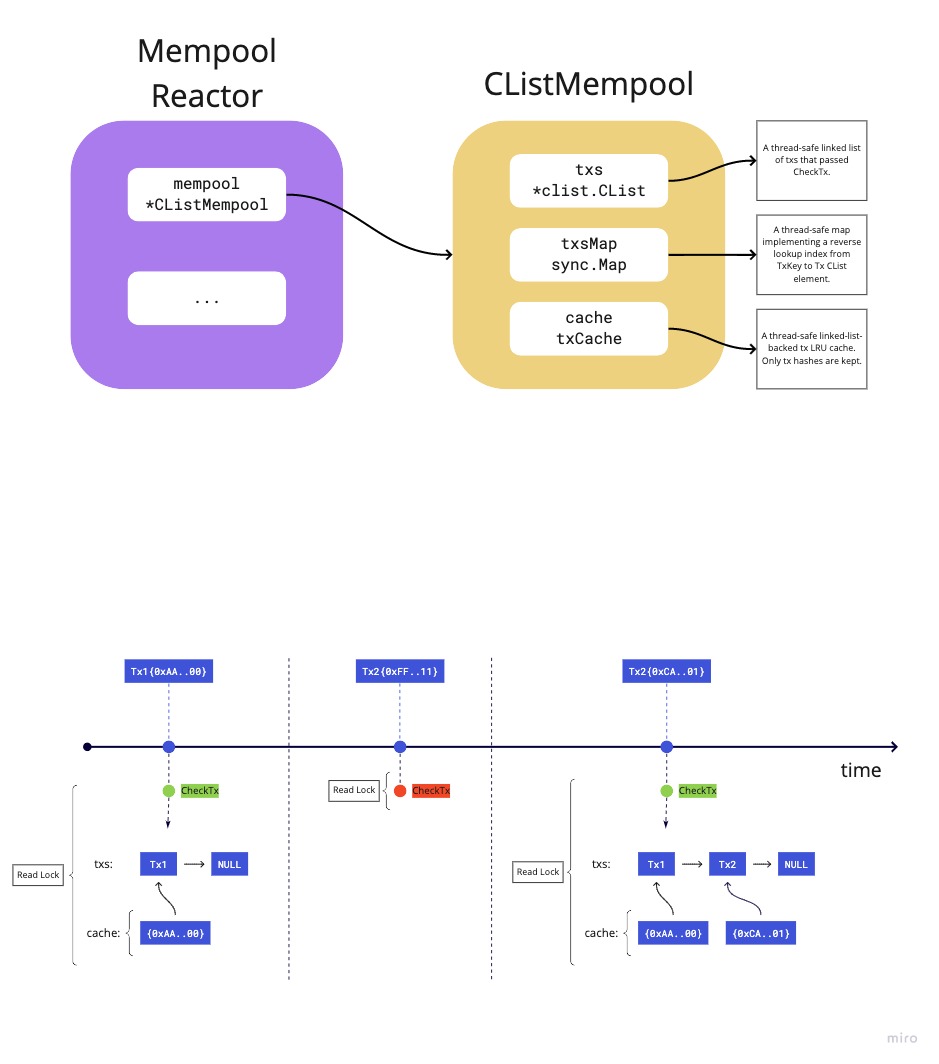 Mempool
Reactor
CListMempool
mempool
*CListMempool
...
txs
*clist.CList
txsMap
sync.Map
cache
txCache
A thread-safe linked list
of txs that passed
CheckTx.
A thread-safe map
implementing a reverse
lookup index from
TxKey to Tx CList
element.
A thread-safe linked-list-
backed tx LRU cache.
Only tx hashes are kept.
Tx1{0xAA..00}
Tx2{0xFF..11}
Tx2{0xCA..01}
time
CheckTx
Read Lock
CheckTx
CheckTx
Read Lock
txs:
Tx1
NULL
cache:
{0xAA..00}
Read Lock
txs:
Tx1
Tx2
NULL
cache:
{0xAA..00}
{0xCA..01}
miro